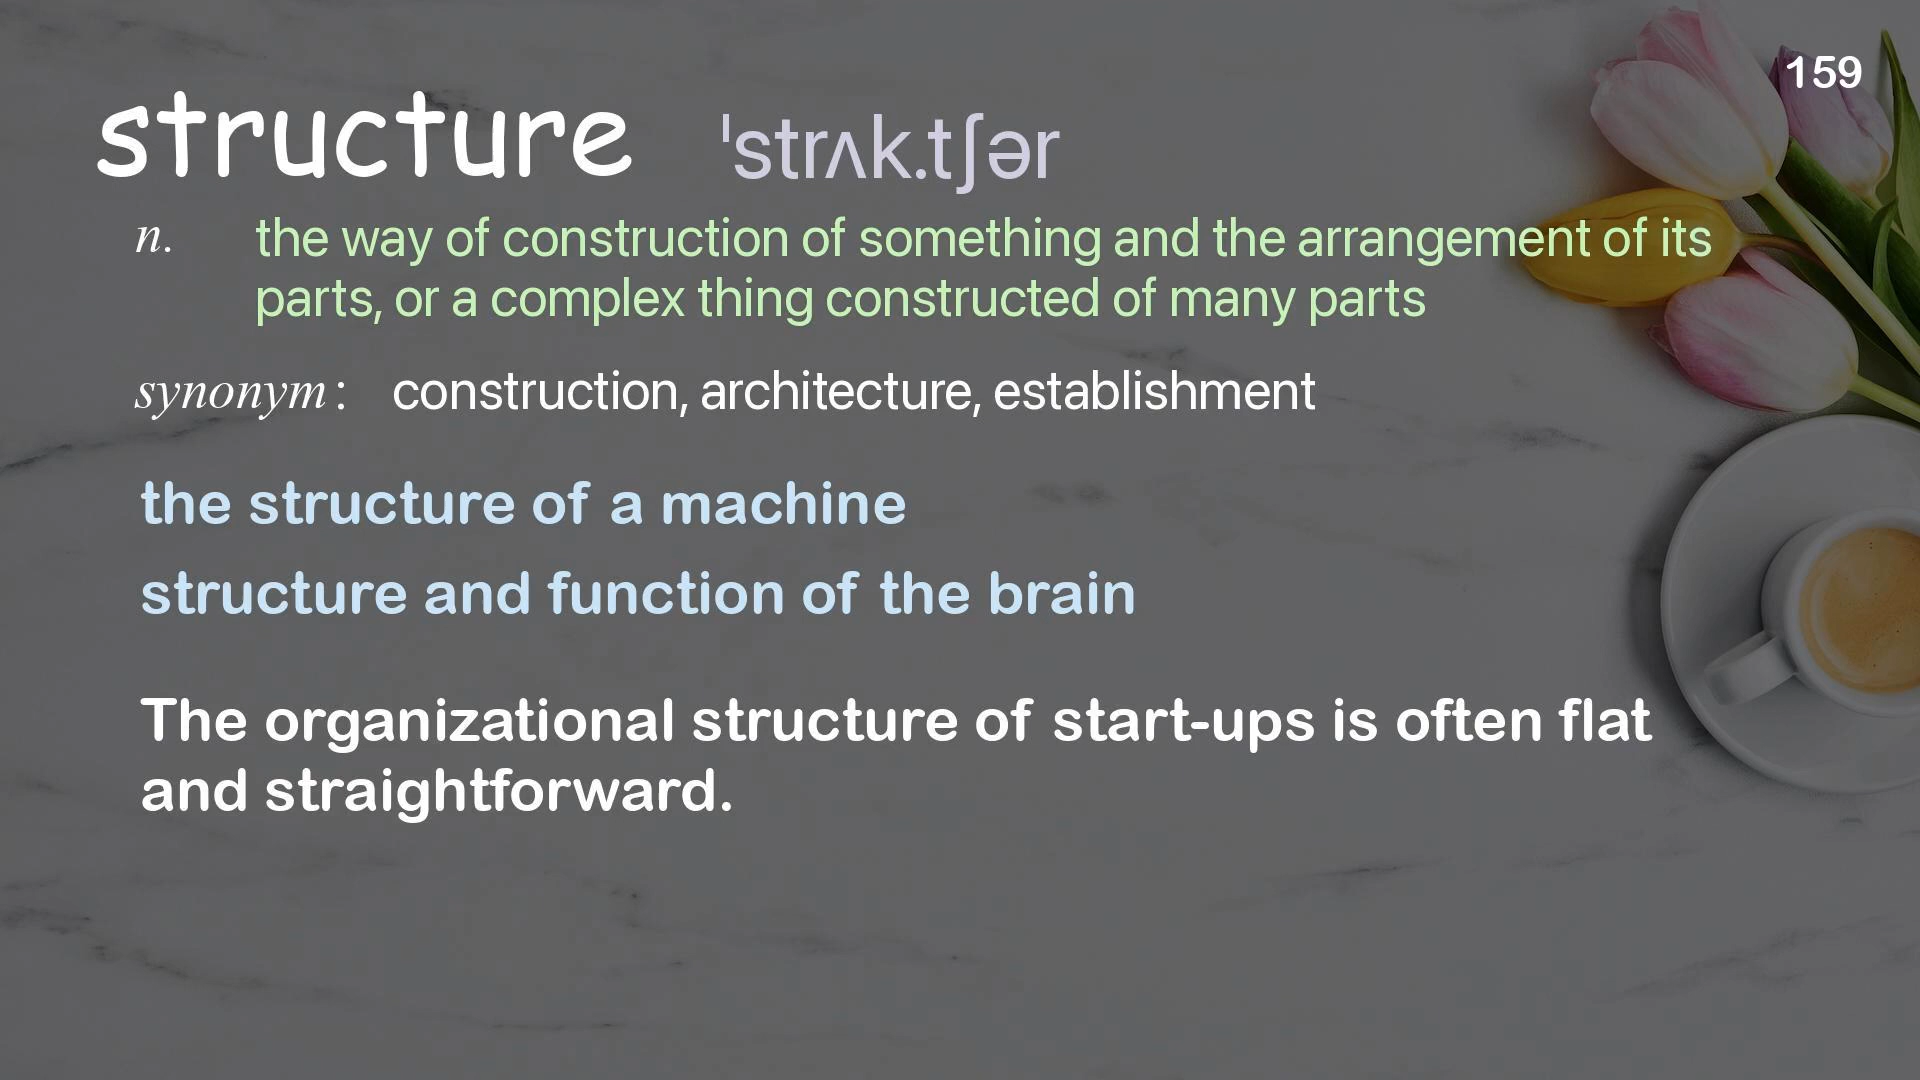 159
structure ˈstrʌk.tʃər
n. the way of construction of something and the arrangement of its
parts, or a complex thing constructed of many parts
synonym: construction, architecture, establishment
the structure of a machine
structure and function of the brain
The organizational structure of start-ups is often flat
and straightforward.